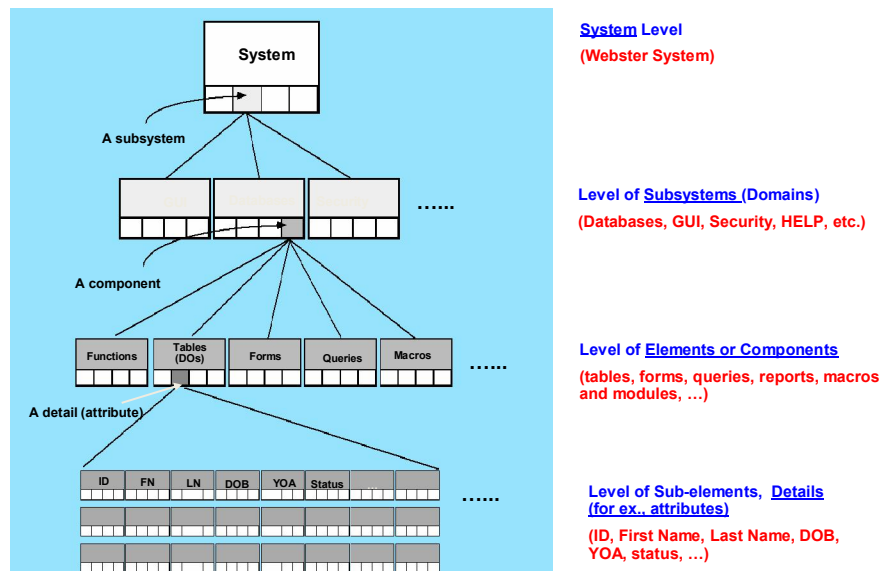 System
System Level
(Webster System)
A subsystem
......
Level of Subsystems (Domains)
(Databases, GUI, Security, HELP, etc.)
A component
Functions
Tables
(DOs)
Forms
Queries
Macros
......
Level of Elements or Components
(tables, forms, queries, reports, macros
and modules, …)
A detail (attribute)
ID
FN
LN
DOB
YOA
Status
...
......
Level of Sub-elements, Details
(for ex., attributes)
(ID, First Name, Last Name, DOB,
YOA, status, …)